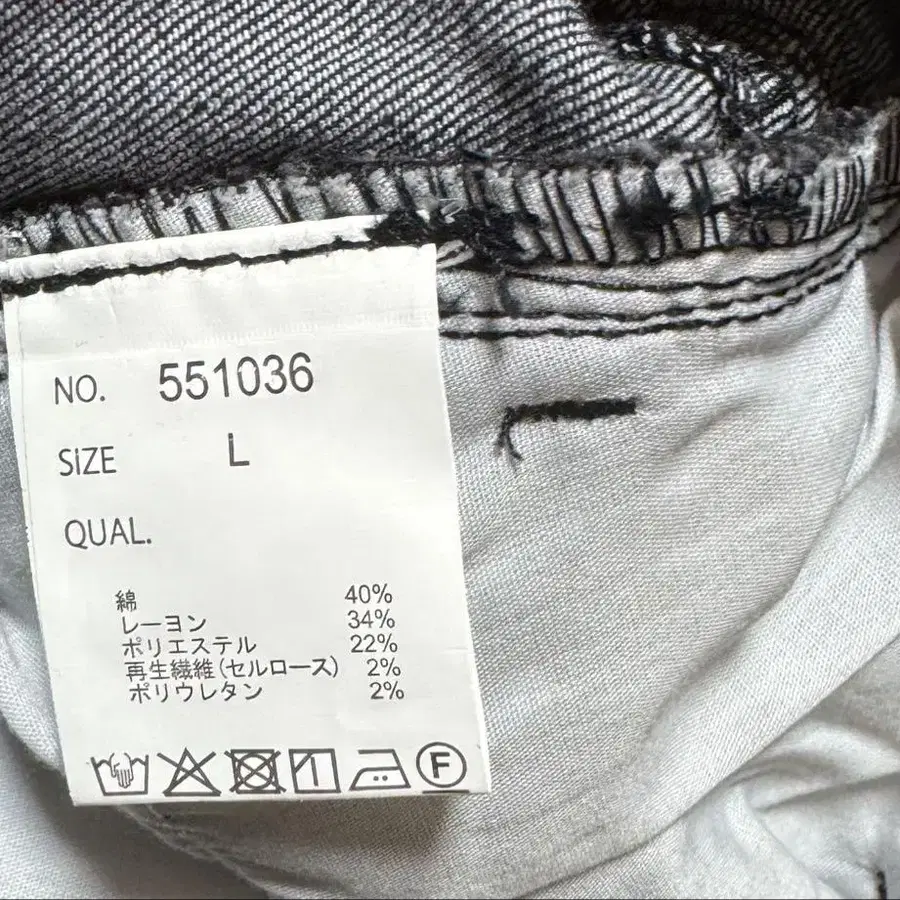 NO. 551036
SIZE L
QUAL.
綿 40%
レーヨン 34%
ポリエステル 22%
再生繊維(セルロース) 2%
ポリウレタン 2%
F